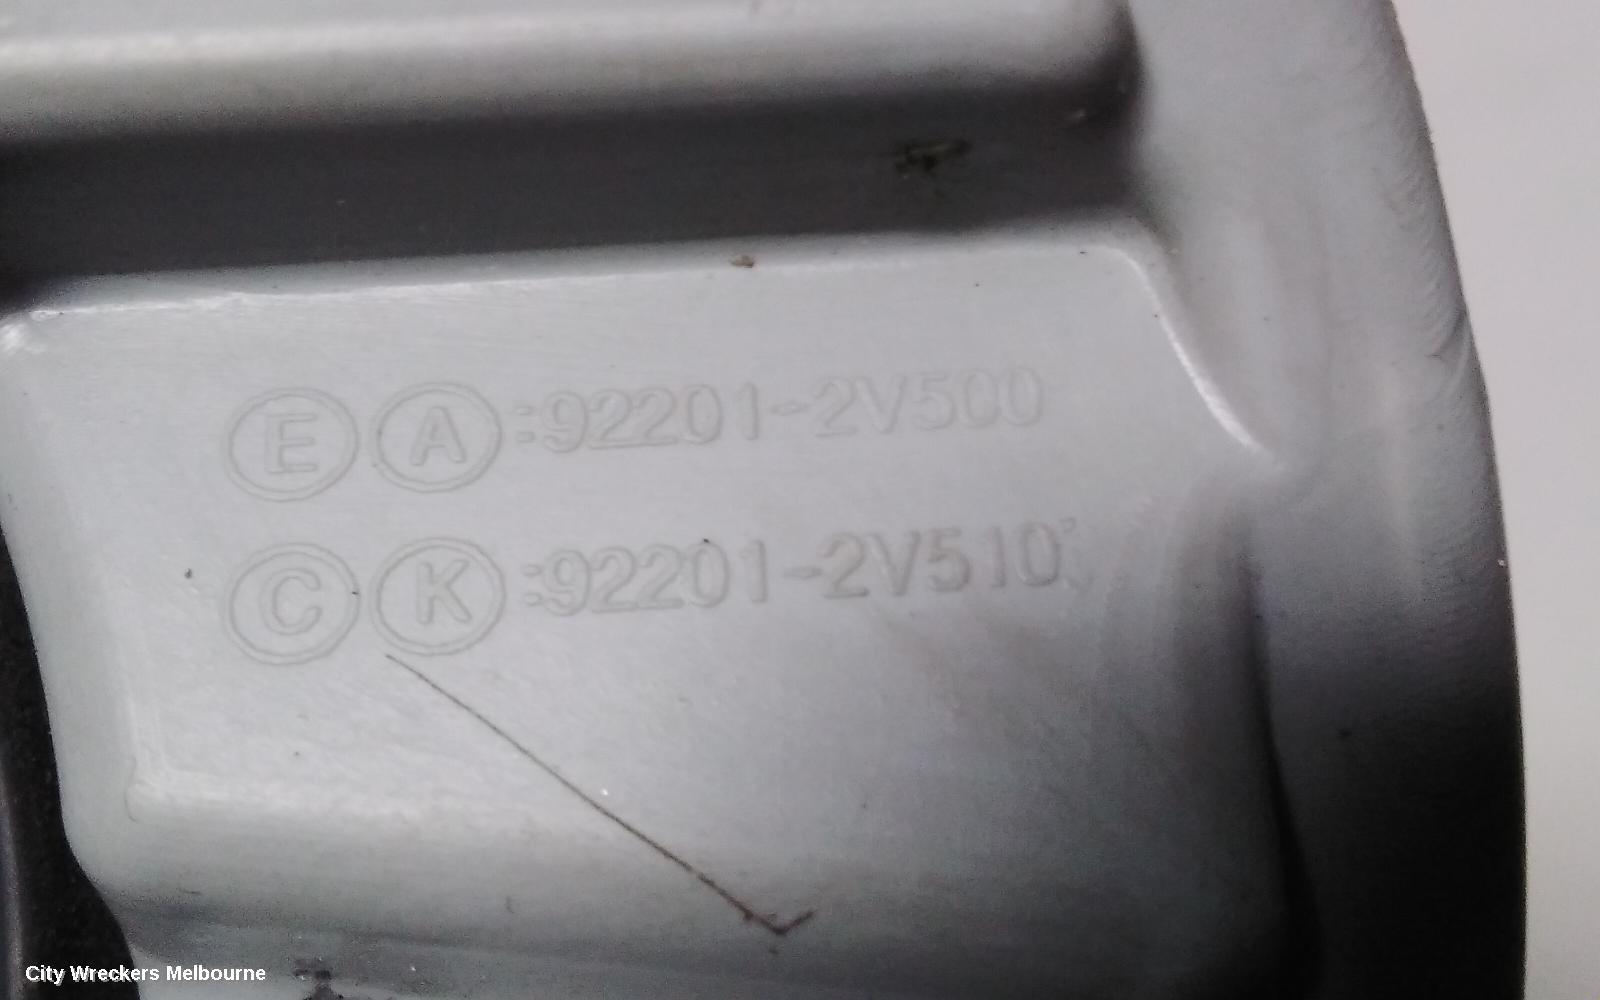 Ⓔ Ⓐ :92201-2V500
Ⓒ Ⓚ :92201-2V510
City Wreckers Melbourne